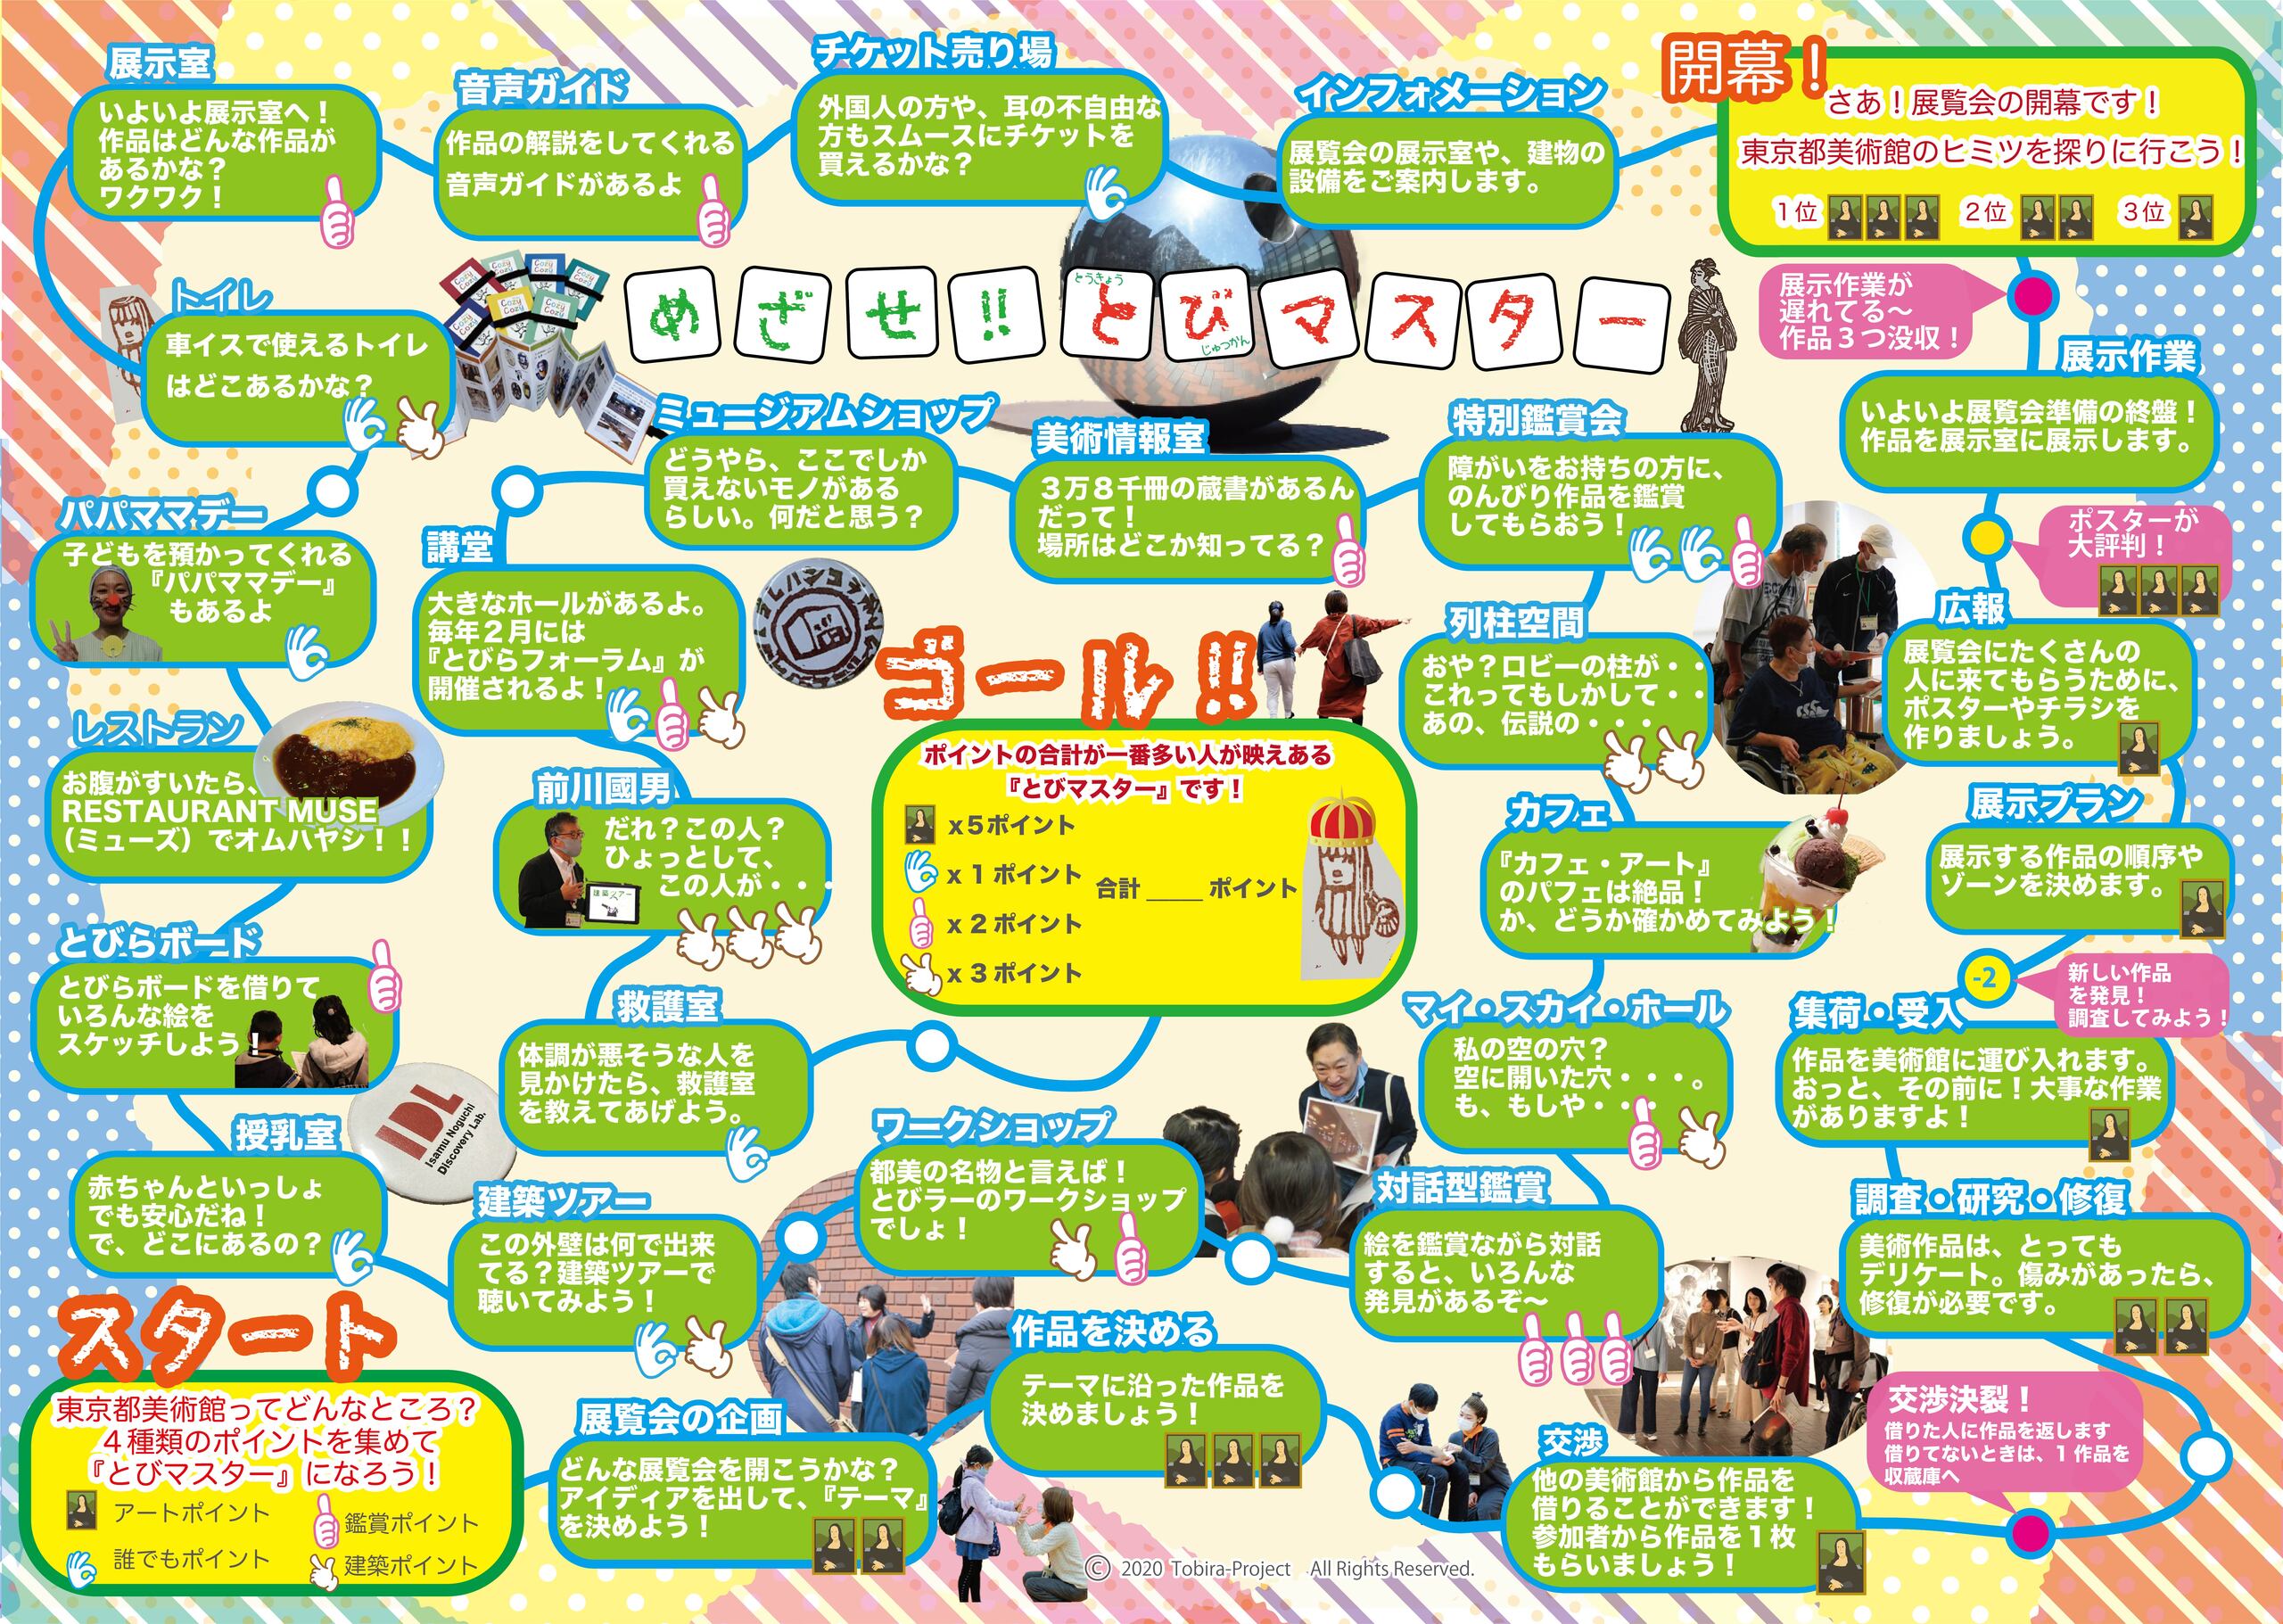 めざせ!!とびマスター
とうきょう
じゅつかん
スタート
東京都美術館ってどんなところ？
４種類のポイントを集めて
『とびマスター』になろう！
アートポイント
鑑賞ポイント
誰でもポイント
建築ポイント
展覧会の企画
どんな展覧会を開こうかな？
アイディアを出して、『テーマ』
を決めよう！
作品を決める
テーマに沿った作品を
決めましょう！
交渉
他の美術館から作品を
借りることができます！
参加者から作品を１枚
もらいましょう！
交渉決裂！
借りた人に作品を返します
借りてないときは、1 作品を
収蔵庫へ
調査・研究・修復
美術作品は、とっても
デリケート。傷みがあったら、
修復が必要です。
集荷・受入
作品を美術館に運び入れます。
おっと、その前に！大事な作業
がありますよ！
-2
新しい作品
を発見！
調査してみよう！
展示プラン
展示する作品の順序や
ゾーンを決めます。
広報
展覧会にたくさんの
人に来てもらうために、
ポスターやチラシを
作りましょう。
ポスターが
大評判！
展示作業
いよいよ展覧会準備の終盤！
作品を展示室に展示します。
展示作業が
遅れてる〜
作品３つ没収！
開幕！
さあ！展覧会の開幕です！
東京都美術館のヒミツを探りに行こう！
１位
２位
３位
インフォメーション
展覧会の展示室や、建物の
設備をご案内します。
チケット売り場
外国人の方や、耳の不自由な
方もスムースにチケットを
買えるかな？
音声ガイド
作品の解説をしてくれる
音声ガイドがあるよ
展示室
いよいよ展示室へ！
作品はどんな作品が
あるかな？
ワクワク！
トイレ
車イスで使えるトイレ
はどこあるかな？
パパママデー
子どもを預かってくれる
『パパママデー』
もあるよ
レストラン
お腹がすいたら、
RESTAURANT MUSE
（ミューズ）でオムハヤシ！！
とびらボード
とびらボードを借りて
いろんな絵を
スケッチしよう！
授乳室
赤ちゃんといっしょ
でも安心だね！
で、どこにあるの？
IDL
Isamu Noguchi
Discovery Lab.
建築ツアー
この外壁は何で出来
てる？建築ツアーで
聴いてみよう！
ワークショップ
都美の名物と言えば！
とびラーのワークショップ
でしょ！
対話型鑑賞
絵を鑑賞ながら対話
すると、いろんな
発見があるぞ〜
マイ・スカイ・ホール
私の空の穴？
空に開いた穴・・・。
も、もしや・・・
カフェ
『カフェ・アート』
のパフェは絶品！
か、どうか確かめてみよう！
列柱空間
おや？ロビーの柱が・・
これってもしかして・・
あの、伝説の・・・
特別鑑賞会
障がいをお持ちの方に、
のんびり作品を鑑賞
してもらおう！
美術情報室
３万８千冊の蔵書があるん
だって！
場所はどこか知ってる？
ミュージアムショップ
どうやら、ここでしか
買えないモノがある
らしい。何だと思う？
講堂
大きなホールがあるよ。
毎年２月には
『とびらフォーラム』が
開催されるよ！
前川國男
だれ？この人？
ひょっとして、
この人が・・・
建築ツアー
救護室
体調が悪そうな人を
見かけたら、救護室
を教えてあげよう。
ゴール!!
ポイントの合計が一番多い人が映えある
『とびマスター』です！
x５ポイント
x 1 ポイント
x 2 ポイント
x 3 ポイント
合計 ____ ポイント
© 2020 Tobira-Project All Rights Reserved.